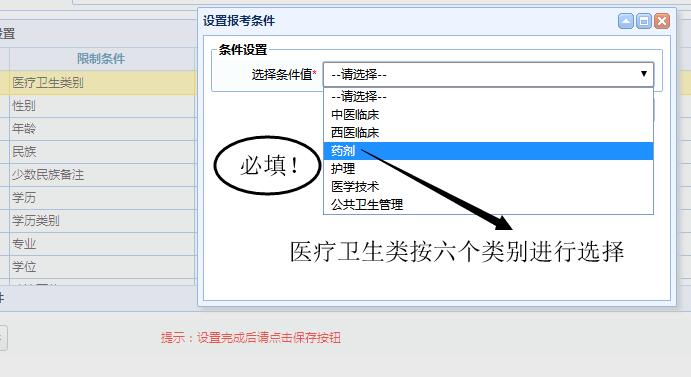 设置报考条件
设置
条件设置
限制条件
选择条件值* --请选择--
医疗卫生类别
--请选择--
性别
中医临床
年龄
西医临床
民族
药剂
少数民族备注
护理
学历
医学技术
学历类别
公共卫生管理
必填！
专业
医疗卫生类按六个类别进行选择
学位
件
提示：设置完成后请点击保存按钮